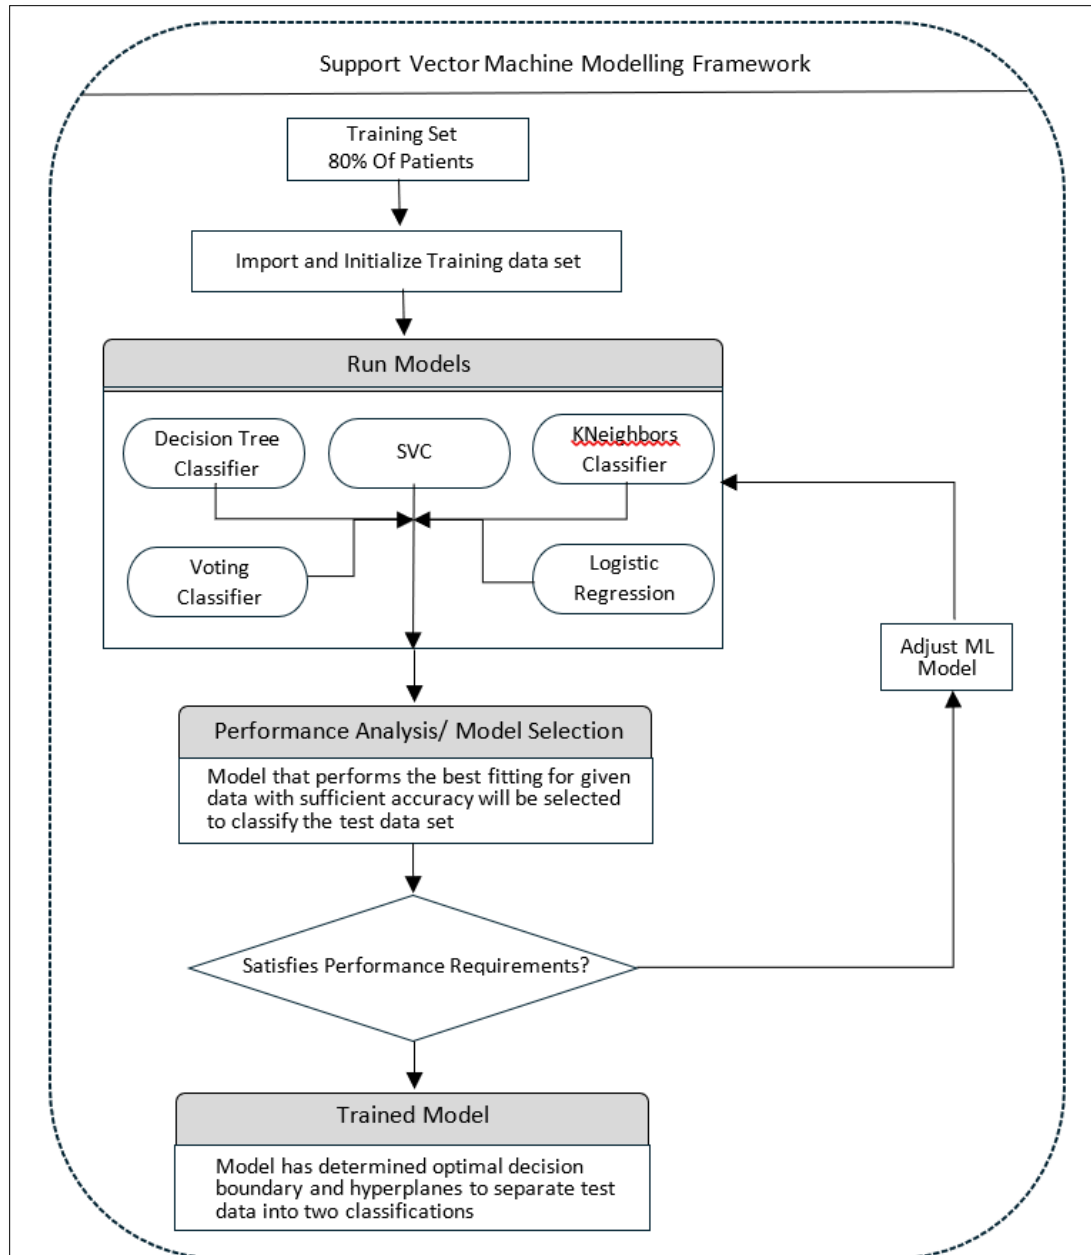 Support Vector Machine Modelling Framework
Training Set
80% Of Patients
Import and Initialize Training data set
Run Models
Decision Tree
Classifier
SVC
KNeighbors
Classifier
Voting
Classifier
Logistic
Regression
Adjust ML
Model
Performance Analysis/ Model Selection
Model that performs the best fitting for given
data with sufficient accuracy will be selected
to classify the test data set
Satisfies Performance Requirements?
Trained Model
Model has determined optimal decision
boundary and hyperplanes to separate test
data into two classifications